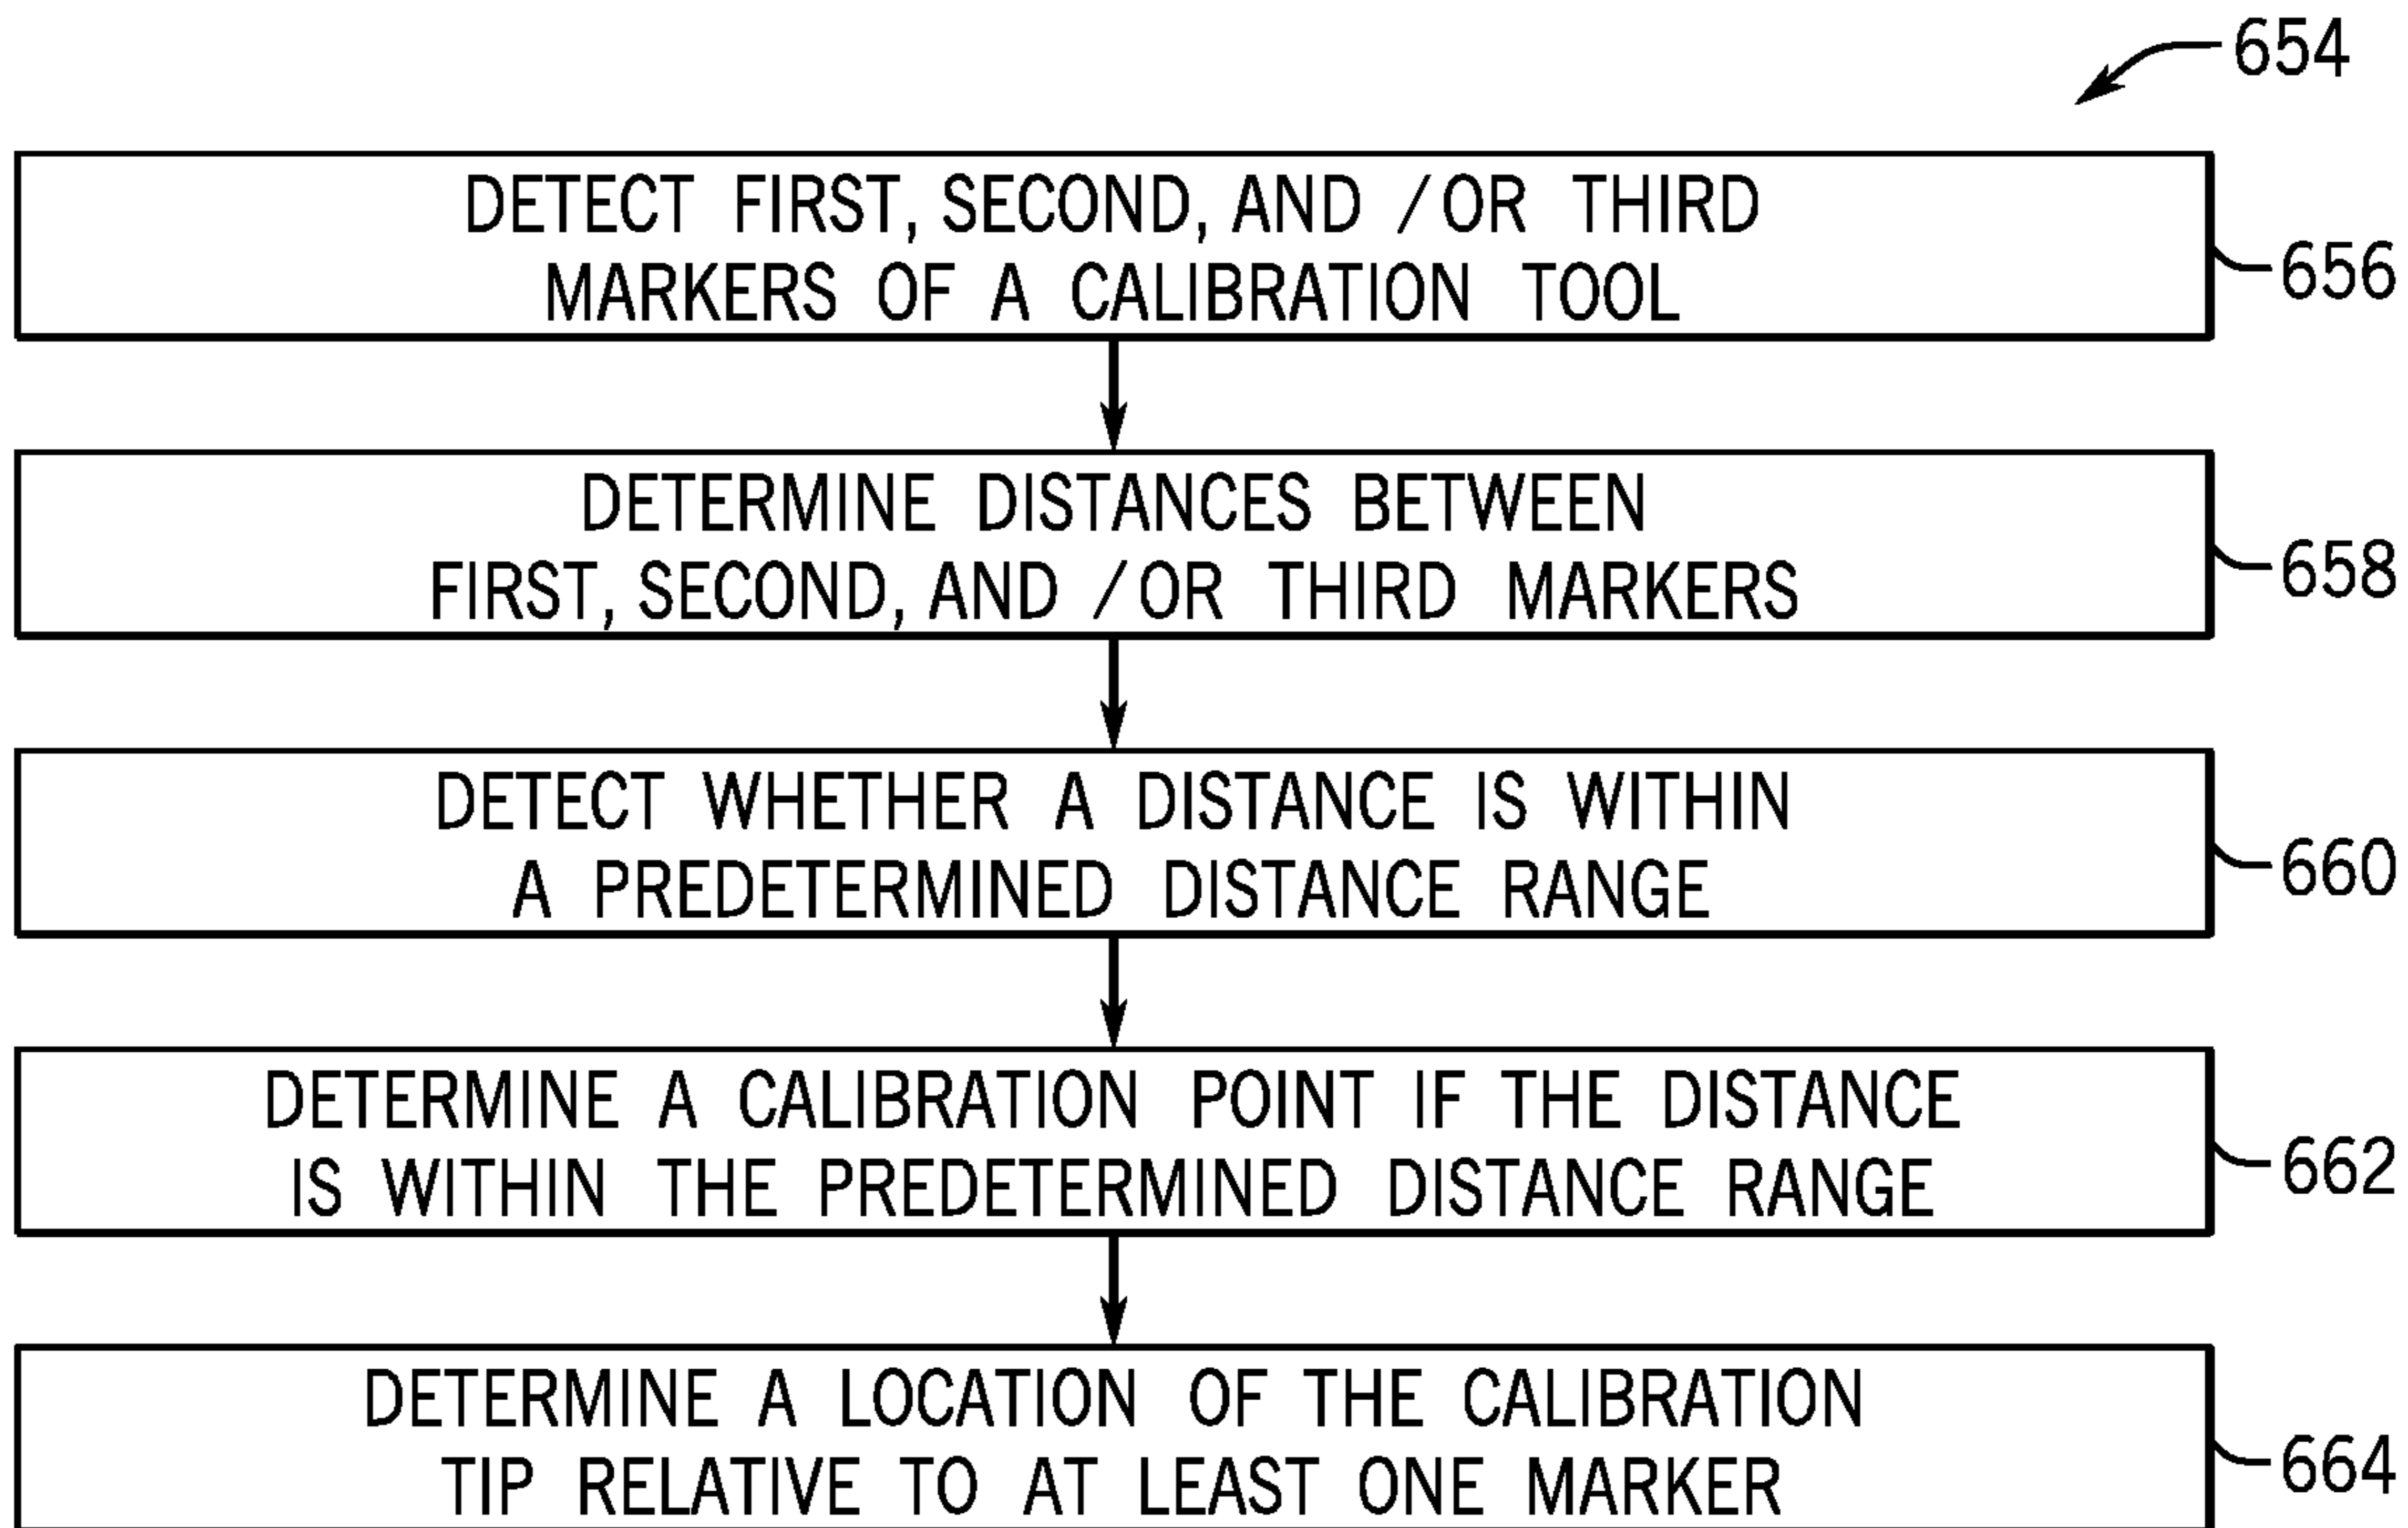 654
DETECT FIRST, SECOND, AND /OR THIRD
MARKERS OF A CALIBRATION TOOL
656
DETERMINE DISTANCES BETWEEN
FIRST, SECOND, AND /OR THIRD MARKERS
658
DETECT WHETHER A DISTANCE IS WITHIN
A PREDETERMINED DISTANCE RANGE
660
DETERMINE A CALIBRATION POINT IF THE DISTANCE
IS WITHIN THE PREDETERMINED DISTANCE RANGE
662
DETERMINE A LOCATION OF THE CALIBRATION
TIP RELATIVE TO AT LEAST ONE MARKER
664